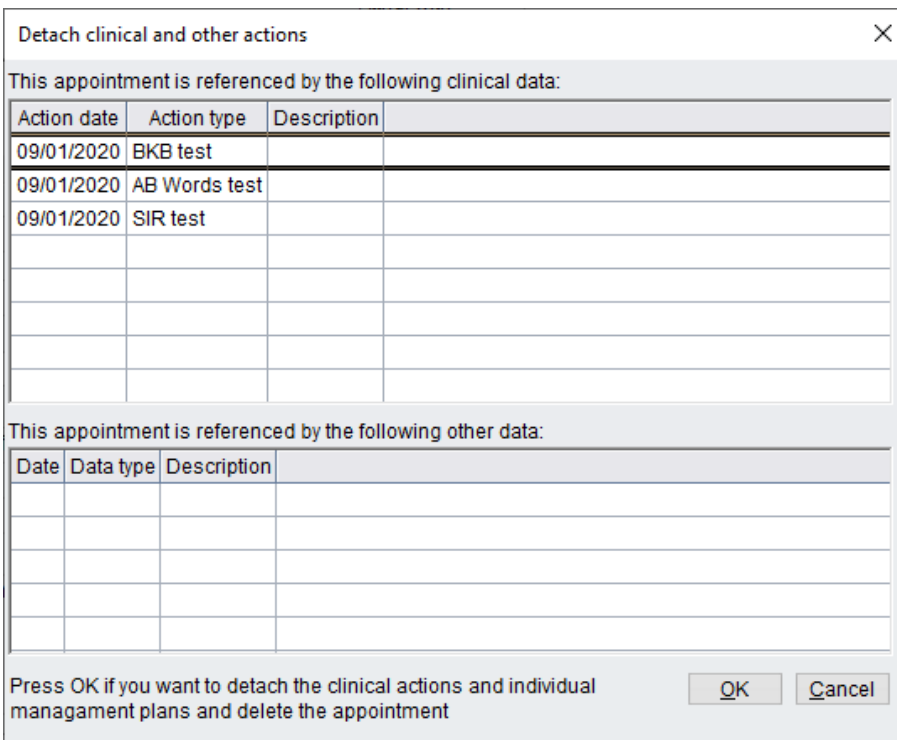 Detach clinical and other actions
This appointment is referenced by the following clinical data:
Action date Action type Description
09/01/2020 BKB test
09/01/2020 AB Words test
09/01/2020 SIR test
This appointment is referenced by the following other data:
Date Data type Description
Press OK if you want to detach the clinical actions and individual
managament plans and delete the appointment
OK Cancel